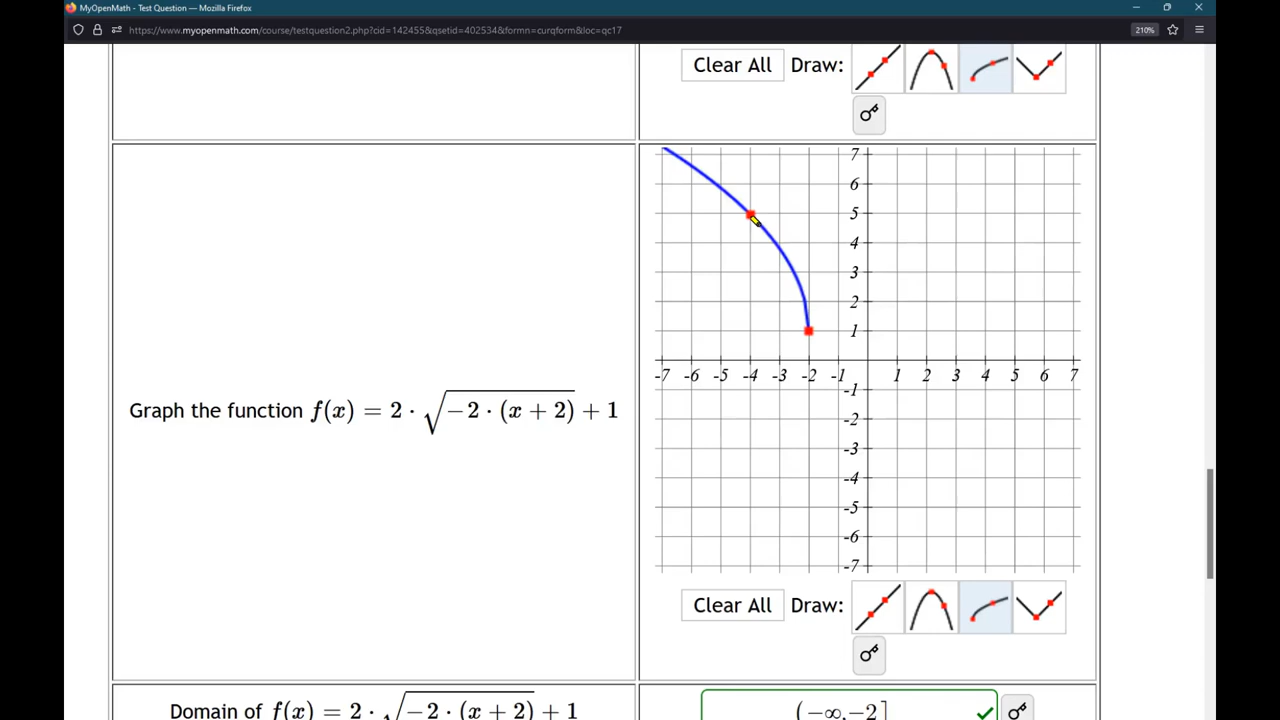 MyOpenMath — Test Question — Mozilla Firefox
https://www.myopenmath.com/course/testquestion2.php?cid=142455&qsetid=402534&formn=curqform&loc=qc17
210%
Clear All Draw:
7
6
5
4
3
2
1
-7 -6 -5 -4 -3 -2 -1 1 2 3 4 5 6 7
-1
-2
-3
-4
-5
-6
-7
Graph the function f(x) = 2 · √(−2 · (x + 2)) + 1
Clear All Draw:
Domain of f(x) = 2 · √(−2 · (x + 2)) + 1
(−∞,−2]